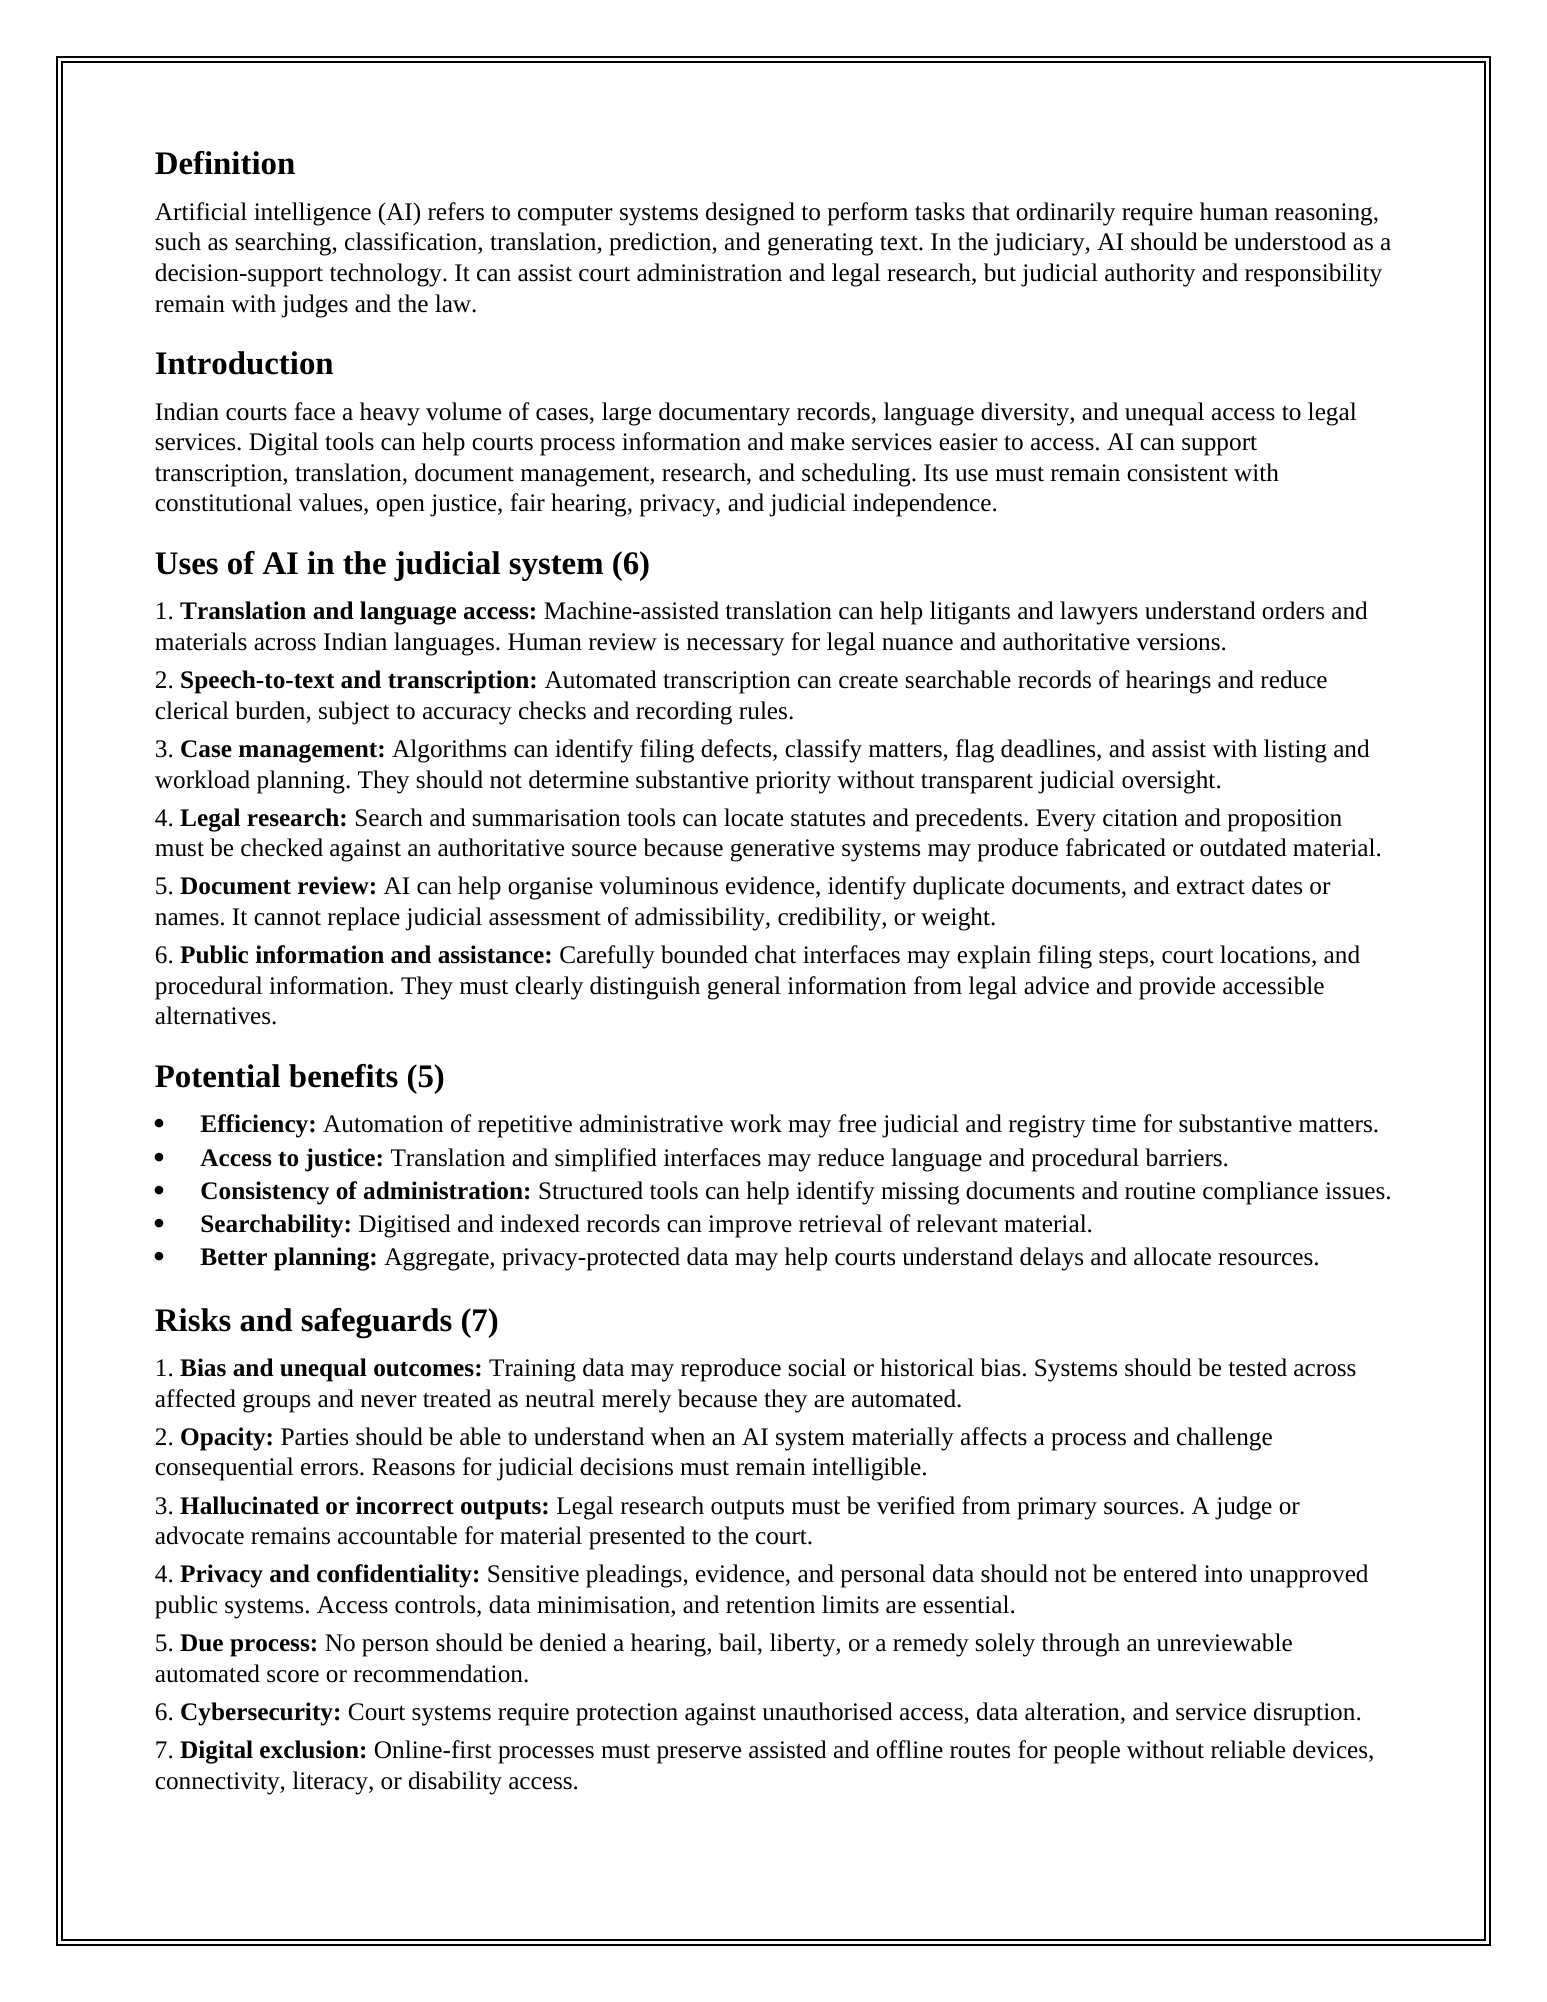 Definition
Artificial intelligence (AI) refers to computer systems designed to perform tasks that ordinarily require human reasoning,
such as searching, classification, translation, prediction, and generating text. In the judiciary, AI should be understood as a
decision-support technology. It can assist court administration and legal research, but judicial authority and responsibility
remain with judges and the law.
Introduction
Indian courts face a heavy volume of cases, large documentary records, language diversity, and unequal access to legal
services. Digital tools can help courts process information and make services easier to access. AI can support
transcription, translation, document management, research, and scheduling. Its use must remain consistent with
constitutional values, open justice, fair hearing, privacy, and judicial independence.
Uses of AI in the judicial system (6)
1. Translation and language access: Machine-assisted translation can help litigants and lawyers understand orders and
materials across Indian languages. Human review is necessary for legal nuance and authoritative versions.
2. Speech-to-text and transcription: Automated transcription can create searchable records of hearings and reduce
clerical burden, subject to accuracy checks and recording rules.
3. Case management: Algorithms can identify filing defects, classify matters, flag deadlines, and assist with listing and
workload planning. They should not determine substantive priority without transparent judicial oversight.
4. Legal research: Search and summarisation tools can locate statutes and precedents. Every citation and proposition
must be checked against an authoritative source because generative systems may produce fabricated or outdated material.
5. Document review: AI can help organise voluminous evidence, identify duplicate documents, and extract dates or
names. It cannot replace judicial assessment of admissibility, credibility, or weight.
6. Public information and assistance: Carefully bounded chat interfaces may explain filing steps, court locations, and
procedural information. They must clearly distinguish general information from legal advice and provide accessible
alternatives.
Potential benefits (5)
• Efficiency: Automation of repetitive administrative work may free judicial and registry time for substantive matters.
• Access to justice: Translation and simplified interfaces may reduce language and procedural barriers.
• Consistency of administration: Structured tools can help identify missing documents and routine compliance issues.
• Searchability: Digitised and indexed records can improve retrieval of relevant material.
• Better planning: Aggregate, privacy-protected data may help courts understand delays and allocate resources.
Risks and safeguards (7)
1. Bias and unequal outcomes: Training data may reproduce social or historical bias. Systems should be tested across
affected groups and never treated as neutral merely because they are automated.
2. Opacity: Parties should be able to understand when an AI system materially affects a process and challenge
consequential errors. Reasons for judicial decisions must remain intelligible.
3. Hallucinated or incorrect outputs: Legal research outputs must be verified from primary sources. A judge or
advocate remains accountable for material presented to the court.
4. Privacy and confidentiality: Sensitive pleadings, evidence, and personal data should not be entered into unapproved
public systems. Access controls, data minimisation, and retention limits are essential.
5. Due process: No person should be denied a hearing, bail, liberty, or a remedy solely through an unreviewable
automated score or recommendation.
6. Cybersecurity: Court systems require protection against unauthorised access, data alteration, and service disruption.
7. Digital exclusion: Online-first processes must preserve assisted and offline routes for people without reliable devices,
connectivity, literacy, or disability access.